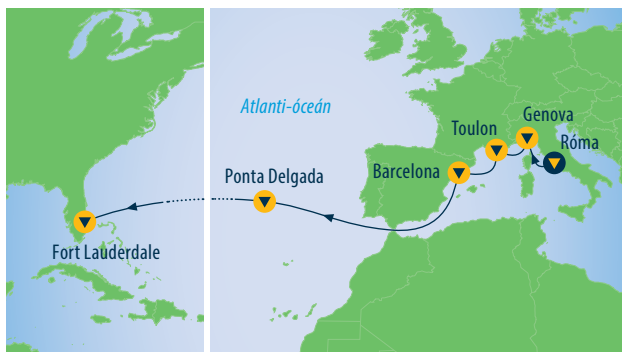 Atlanti-óceán
Genova
Toulon
Róma
Barcelona
Ponta Delgada
Fort Lauderdale